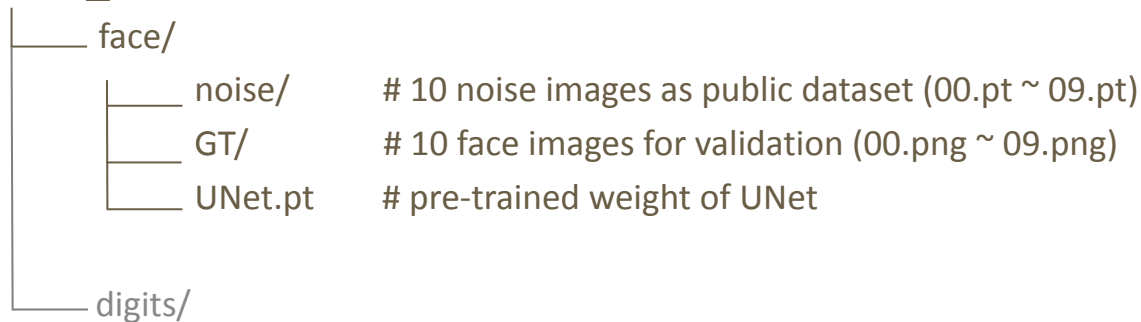 face/
noise/ # 10 noise images as public dataset (00.pt ~ 09.pt)
GT/ # 10 face images for validation (00.png ~ 09.png)
UNet.pt # pre-trained weight of UNet
digits/